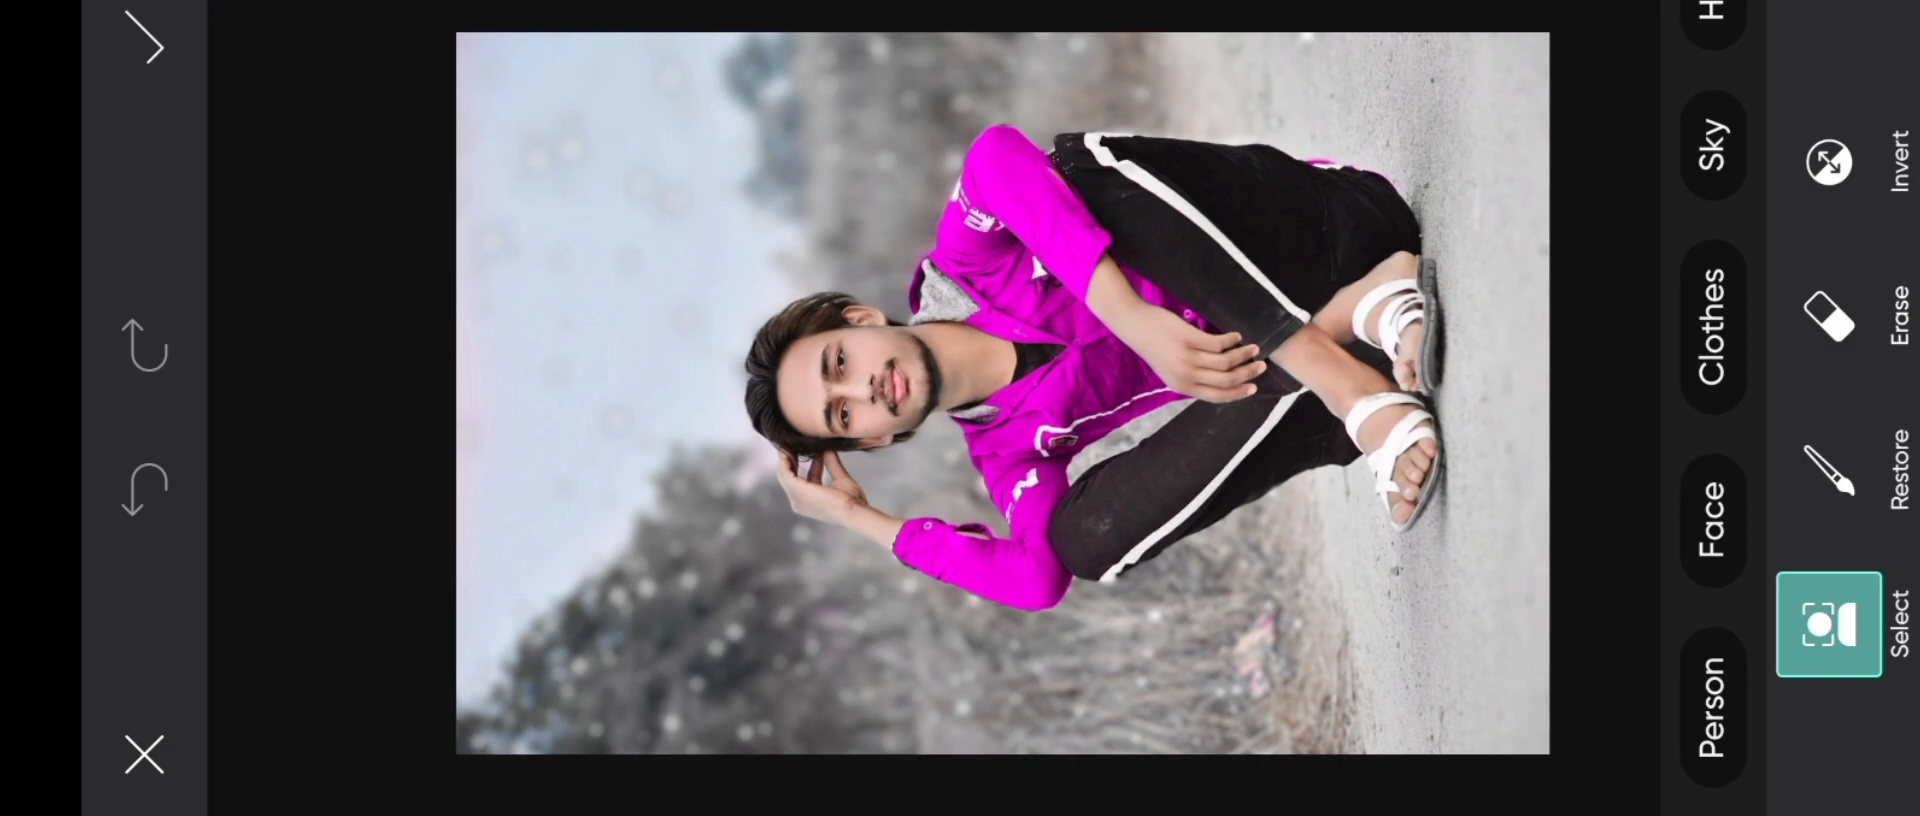 Person
Face
Clothes
Sky
H
Select
Restore
Erase
Invert